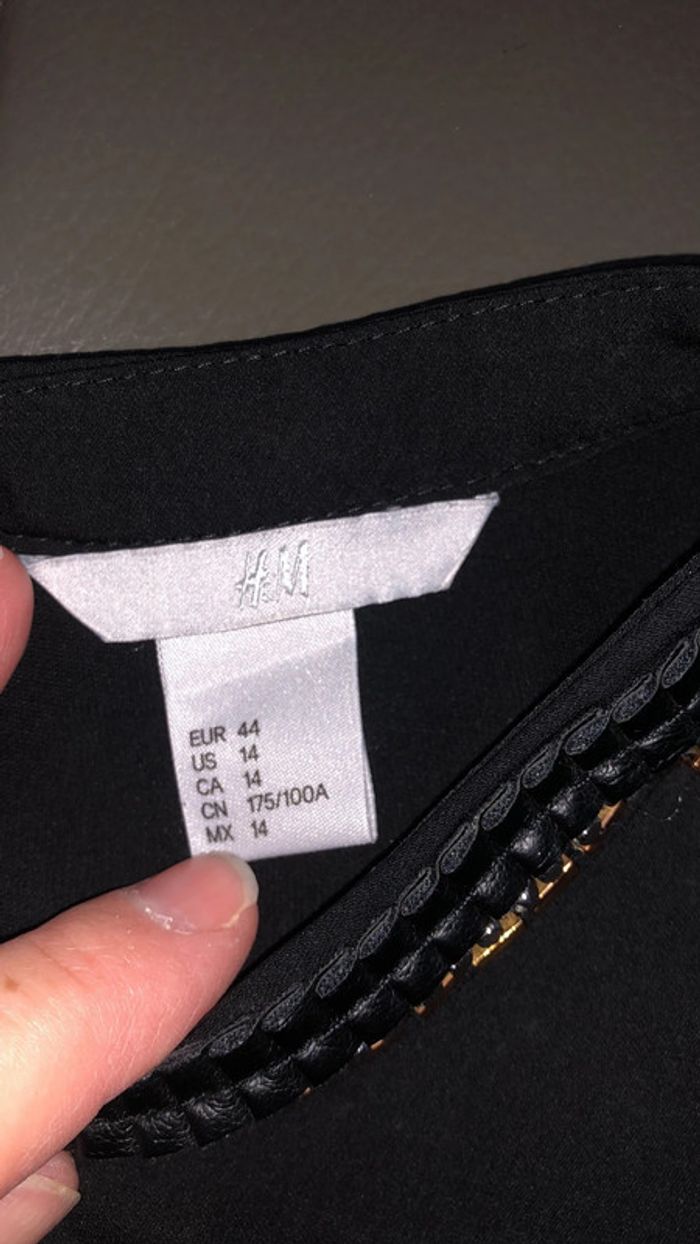 H&M
EUR 44
US 14
CA 14
CN 175/100A
MX 14